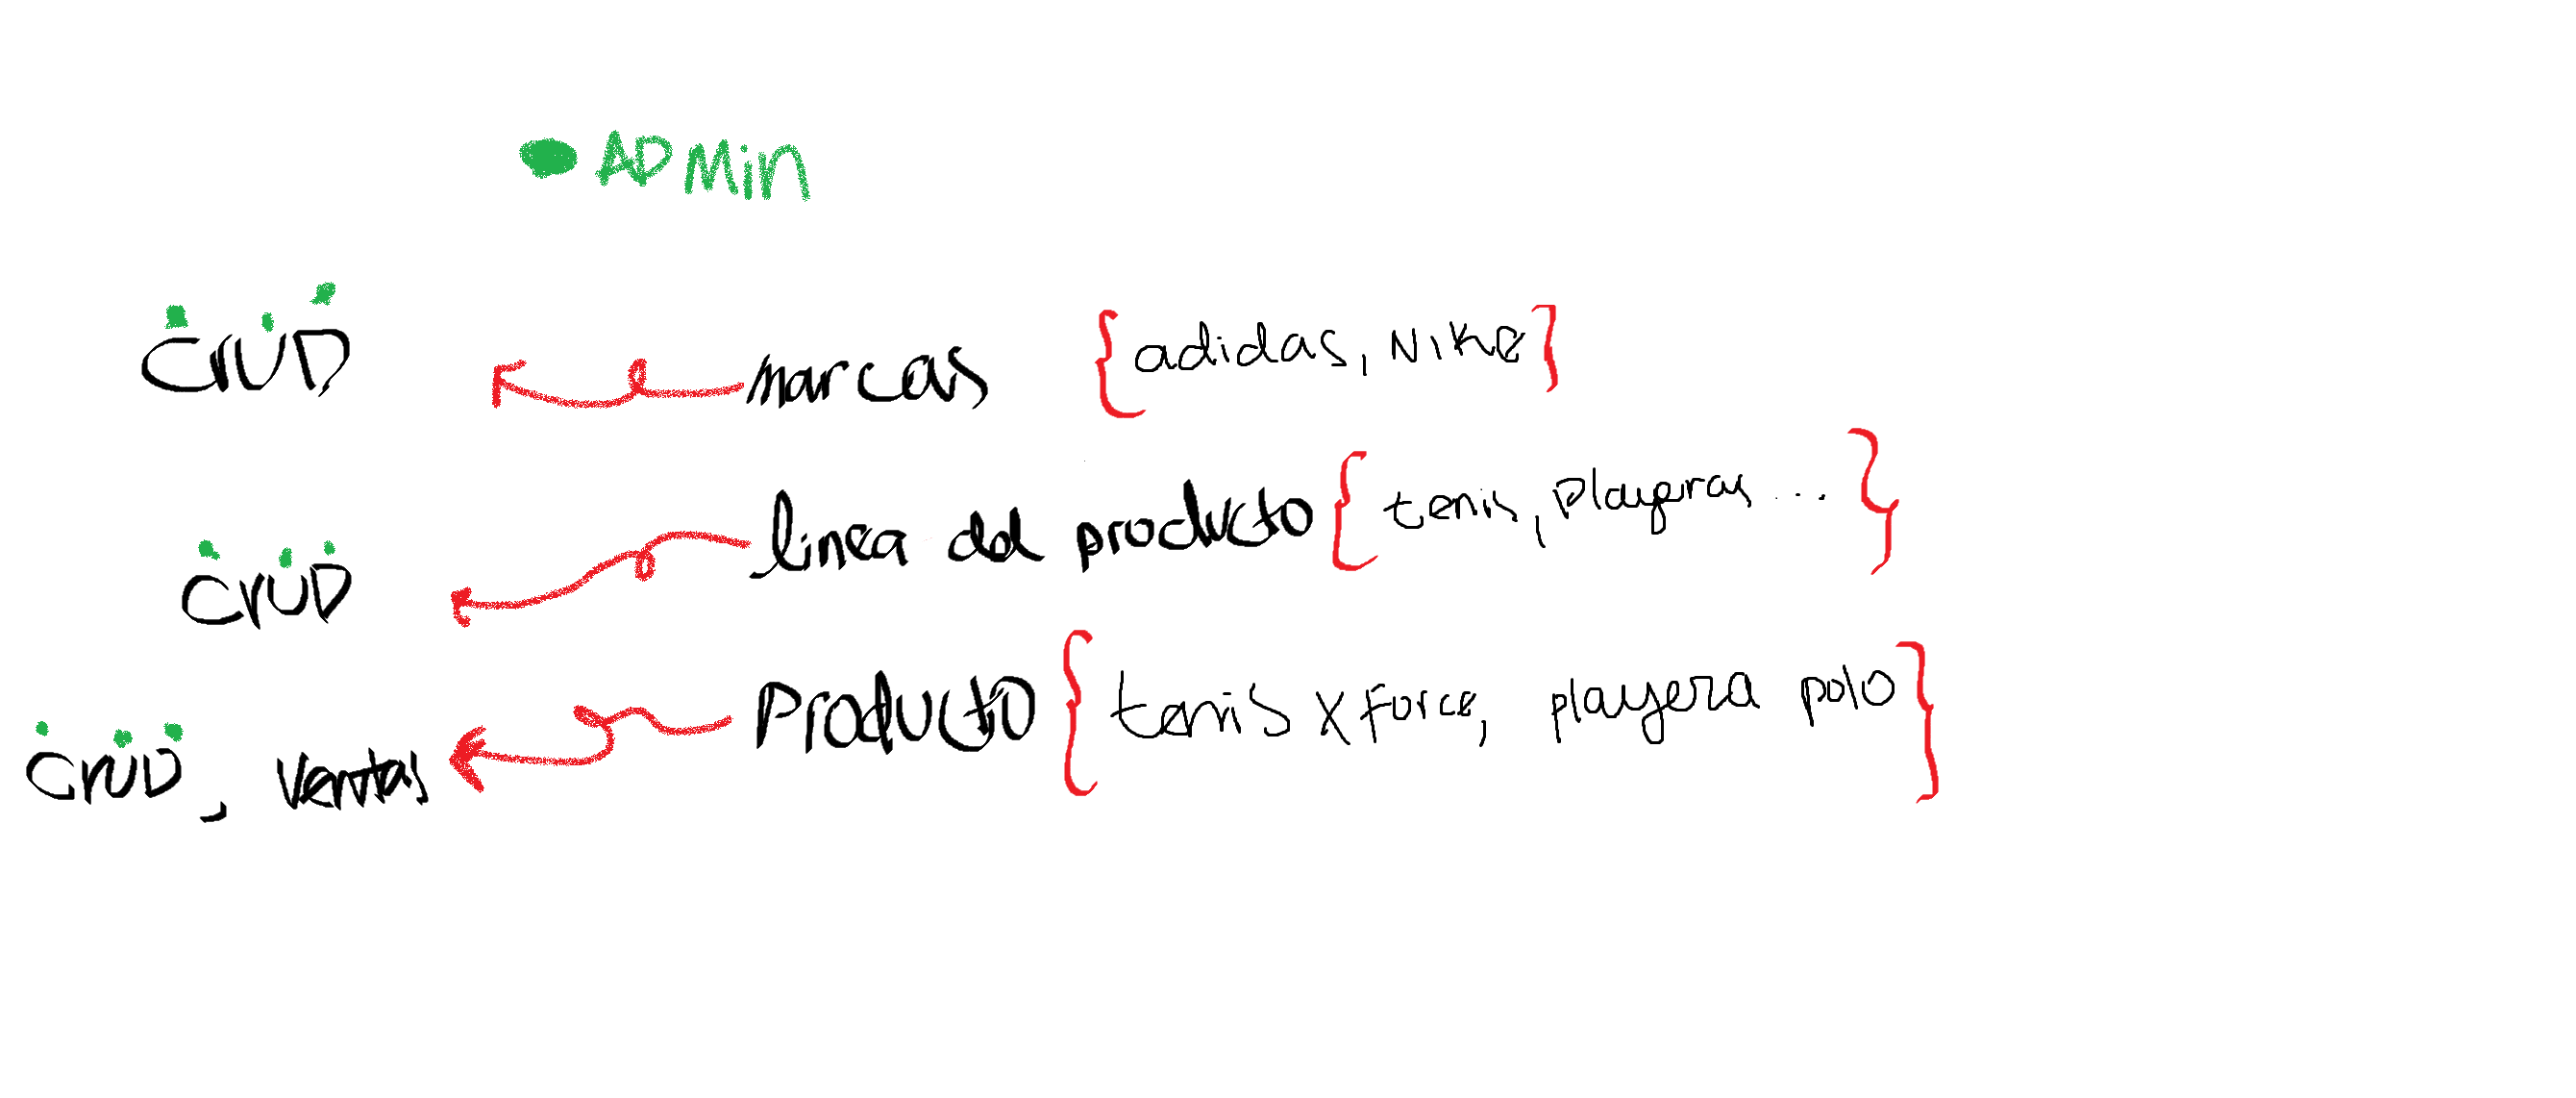 ADMin
CrUD marcas {adidas, NIKE}
CrUD linea del producto {tenis, Playeras ...}
CrUD, Ventas Producto {tenis X Force, playera polo}